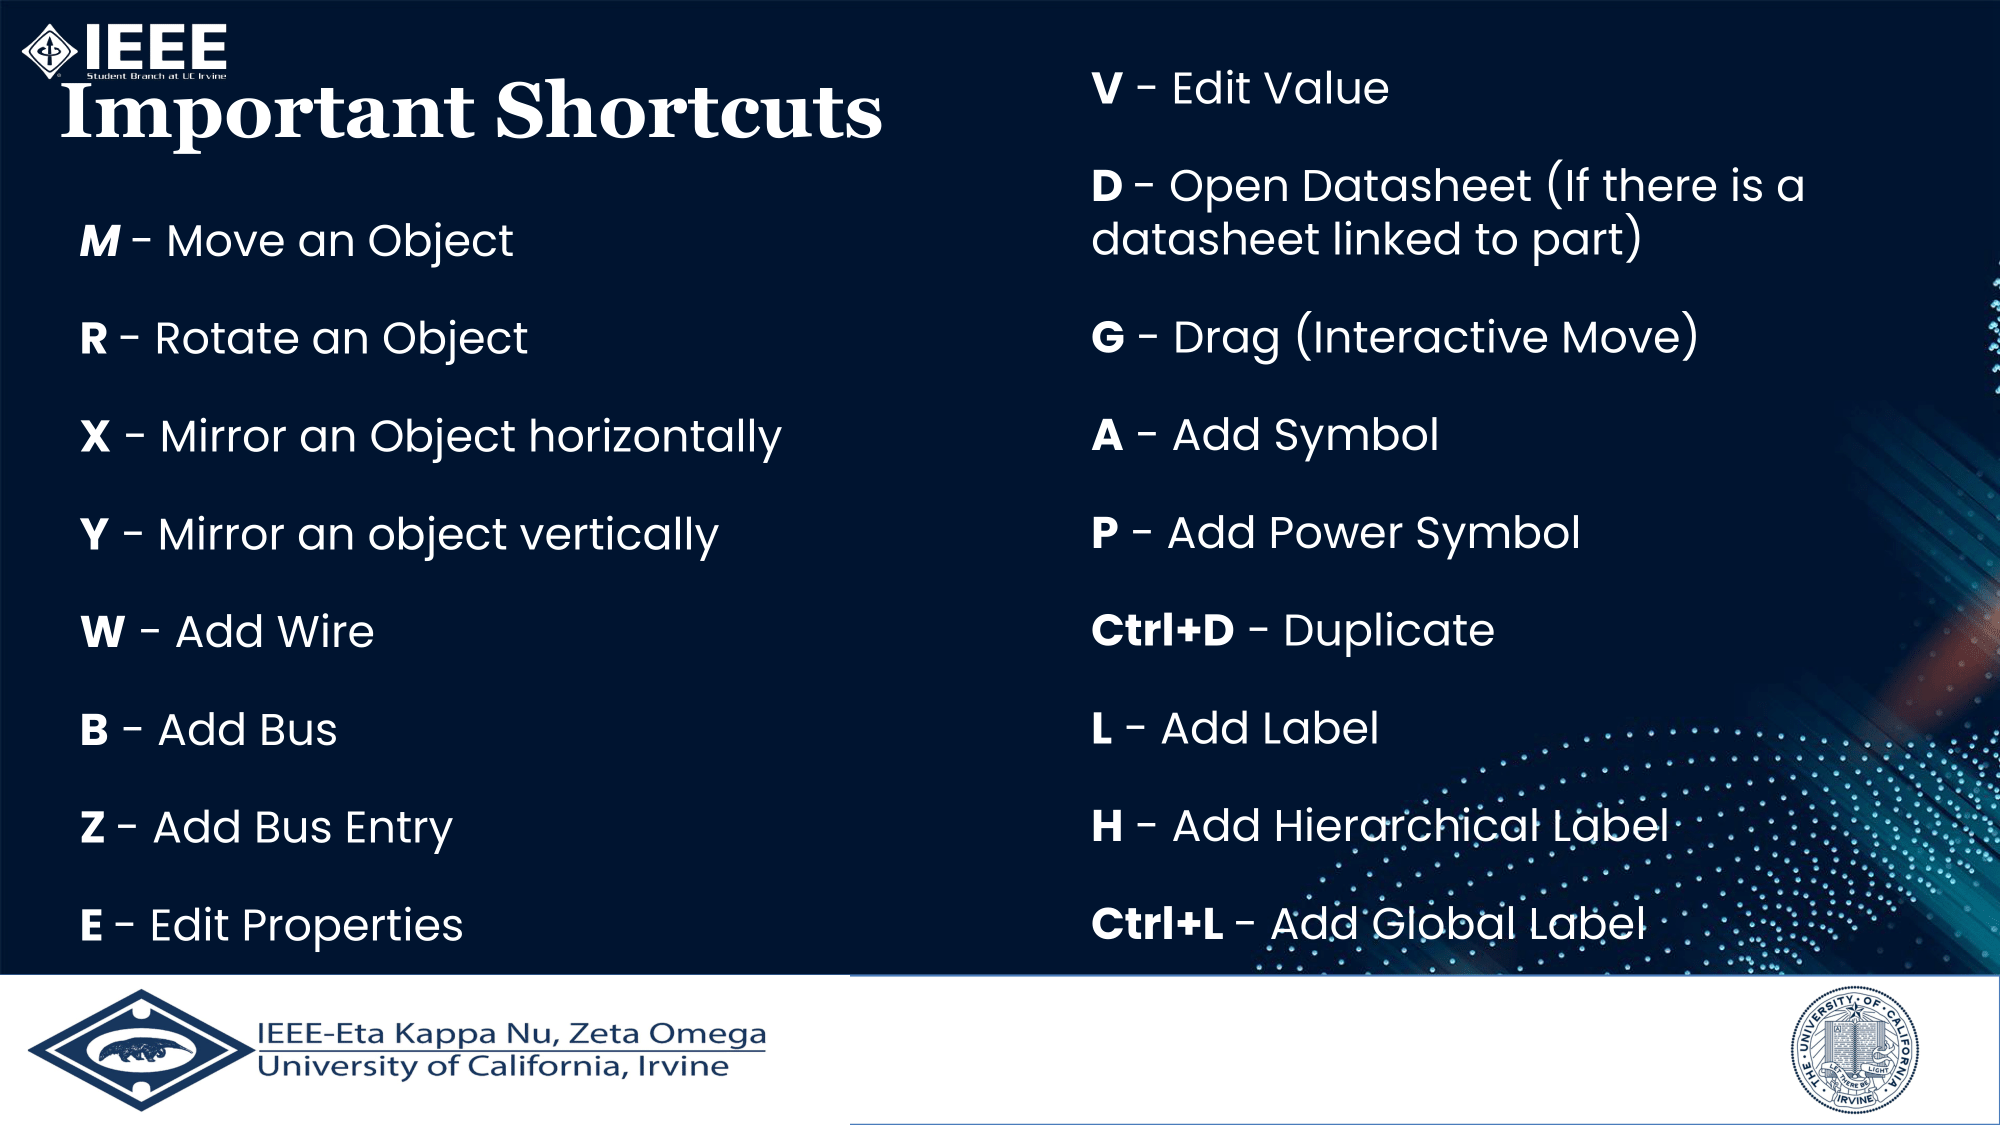 IEEE
Student Branch at UC Irvine
Important Shortcuts
M - Move an Object
R - Rotate an Object
X - Mirror an Object horizontally
Y - Mirror an object vertically
W - Add Wire
B - Add Bus
Z - Add Bus Entry
E - Edit Properties
V - Edit Value
D - Open Datasheet (If there is a
datasheet linked to part)
G - Drag (Interactive Move)
A - Add Symbol
P - Add Power Symbol
Ctrl+D - Duplicate
L - Add Label
H - Add Hierarchical Label
Ctrl+L - Add Global Label
IEEE-Eta Kappa Nu, Zeta Omega
University of California, Irvine
THE · UNIVERSITY · OF · CALIFORNIA
LET THERE BE LIGHT
IRVINE